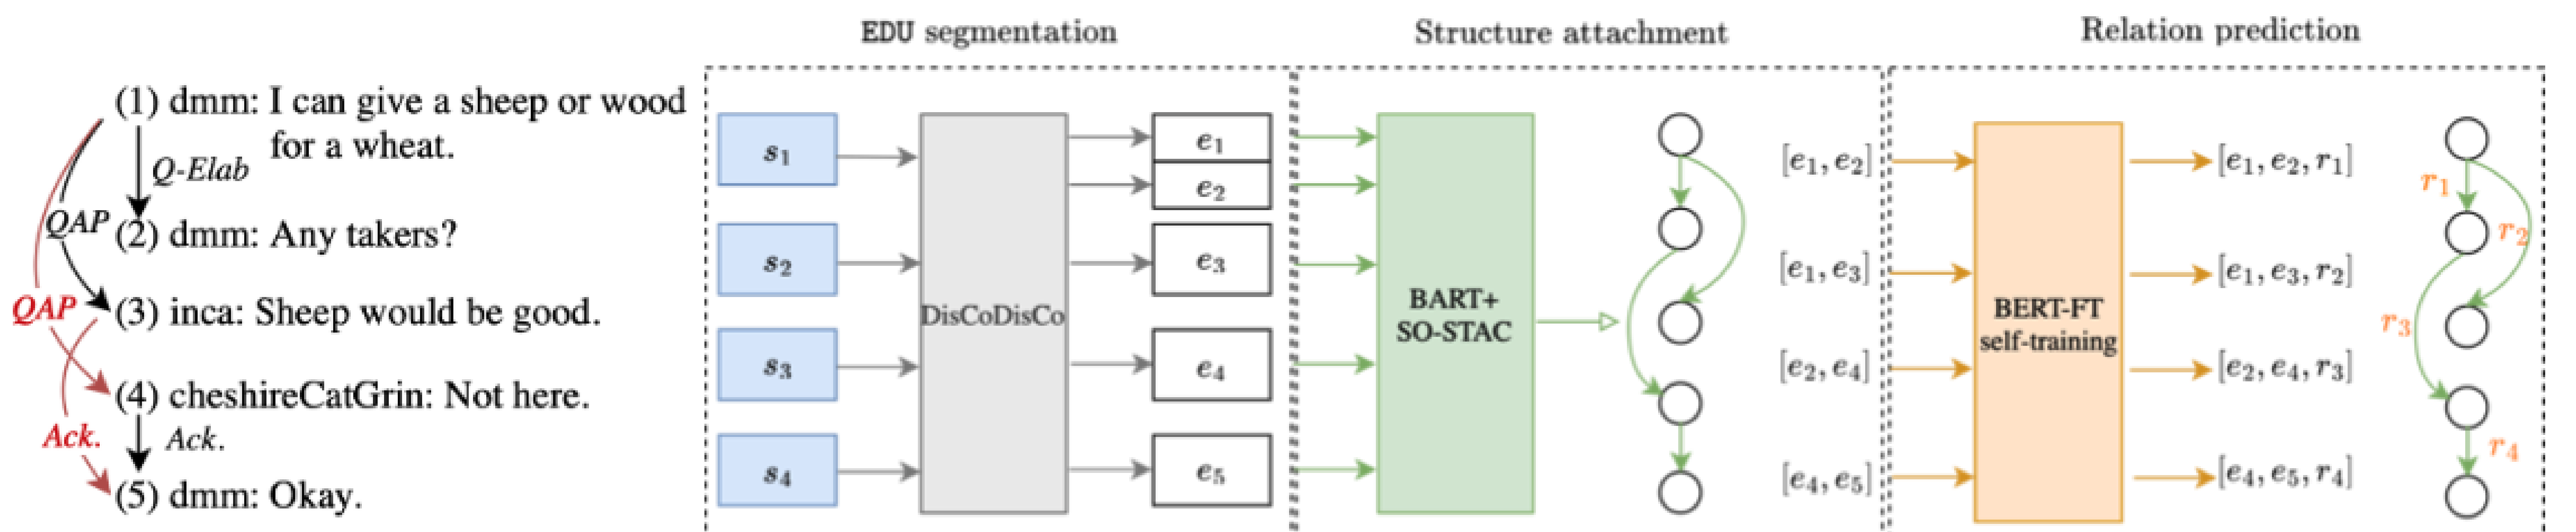 EDU segmentation
Structure attachment
Relation prediction
(1) dmm: I can give a sheep or wood
for a wheat.
Q-Elab
QAP
(2) dmm: Any takers?
QAP
(3) inca: Sheep would be good.
(4) cheshireCatGrin: Not here.
Ack.
Ack.
(5) dmm: Okay.
s1
s2
s3
s4
DisCoDisCo
e1
e2
e3
e4
e5
BART+
SO-STAC
[e1, e2]
[e1, e3]
[e2, e4]
[e4, e5]
BERT-FT
self-training
[e1, e2, r1]
[e1, e3, r2]
[e2, e4, r3]
[e4, e5, r4]
r1
r2
r3
r4